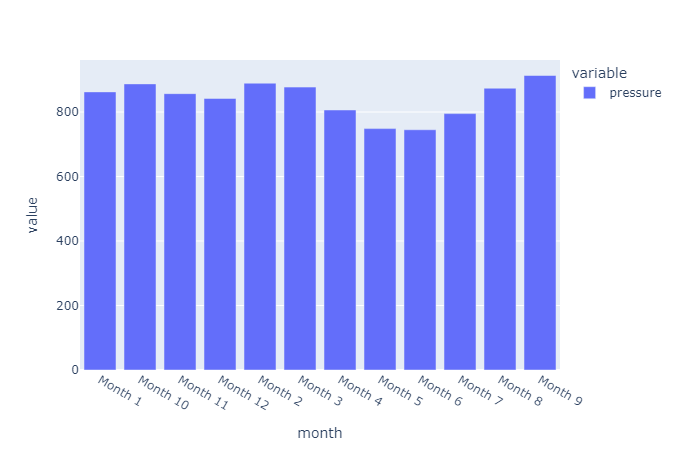 variable
pressure
800
600
400
200
0
value
Month 1
Month 10
Month 11
Month 12
Month 2
Month 3
Month 4
Month 5
Month 6
Month 7
Month 8
Month 9
month